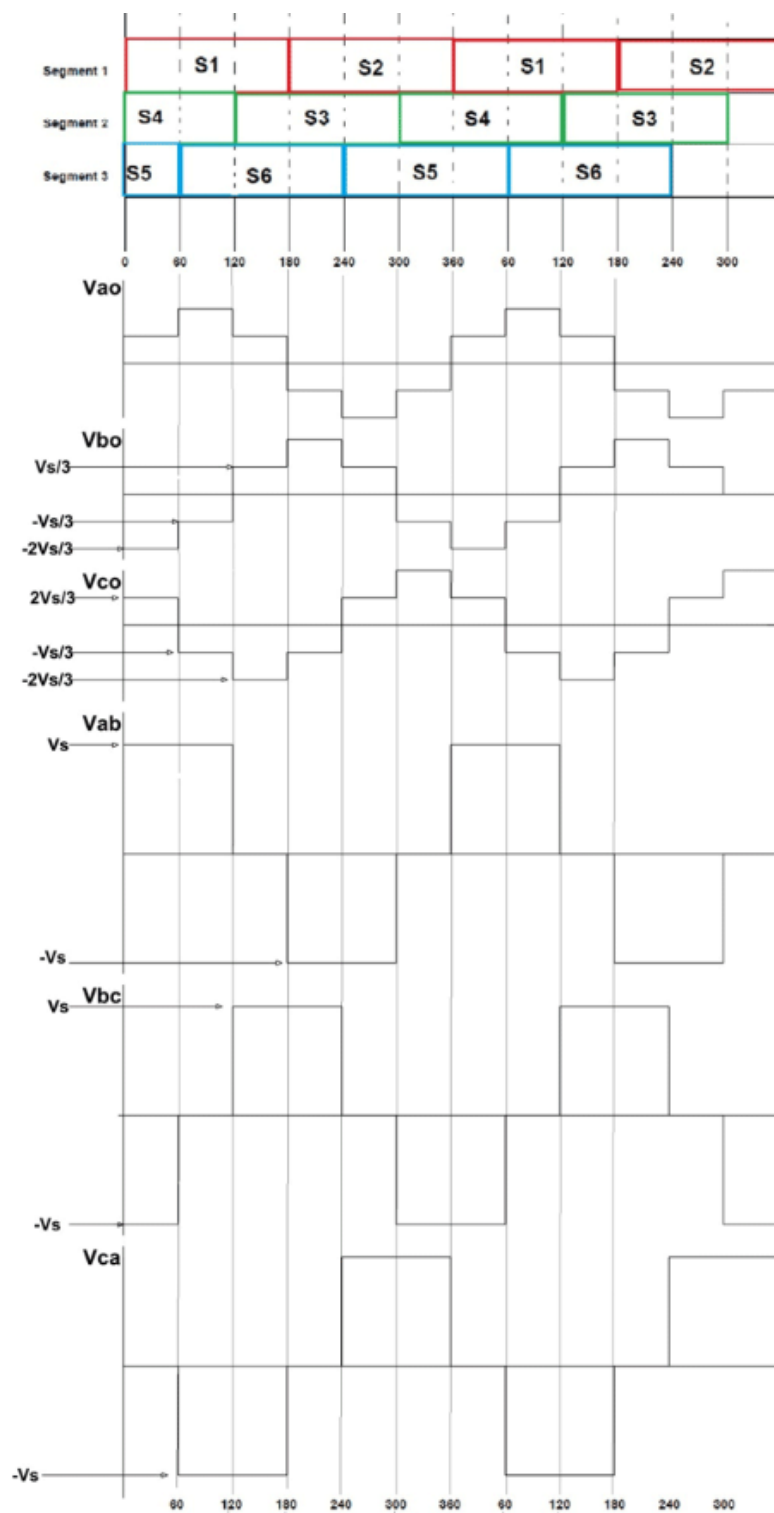 Segment 1 S1 S2 S1 S2
Segment 2 S4 S3 S4 S3
Segment 3 S5 S6 S5 S6
0 60 120 180 240 300 360 60 120 180 240 300
Vao
Vbo
Vs/3
-Vs/3
-2Vs/3
Vco
2Vs/3
-Vs/3
-2Vs/3
Vab
Vs
-Vs
Vbc
Vs
-Vs
Vca
-Vs
60 120 180 240 300 360 60 120 180 240 300